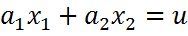 a₁x₁ + a₂x₂ = u